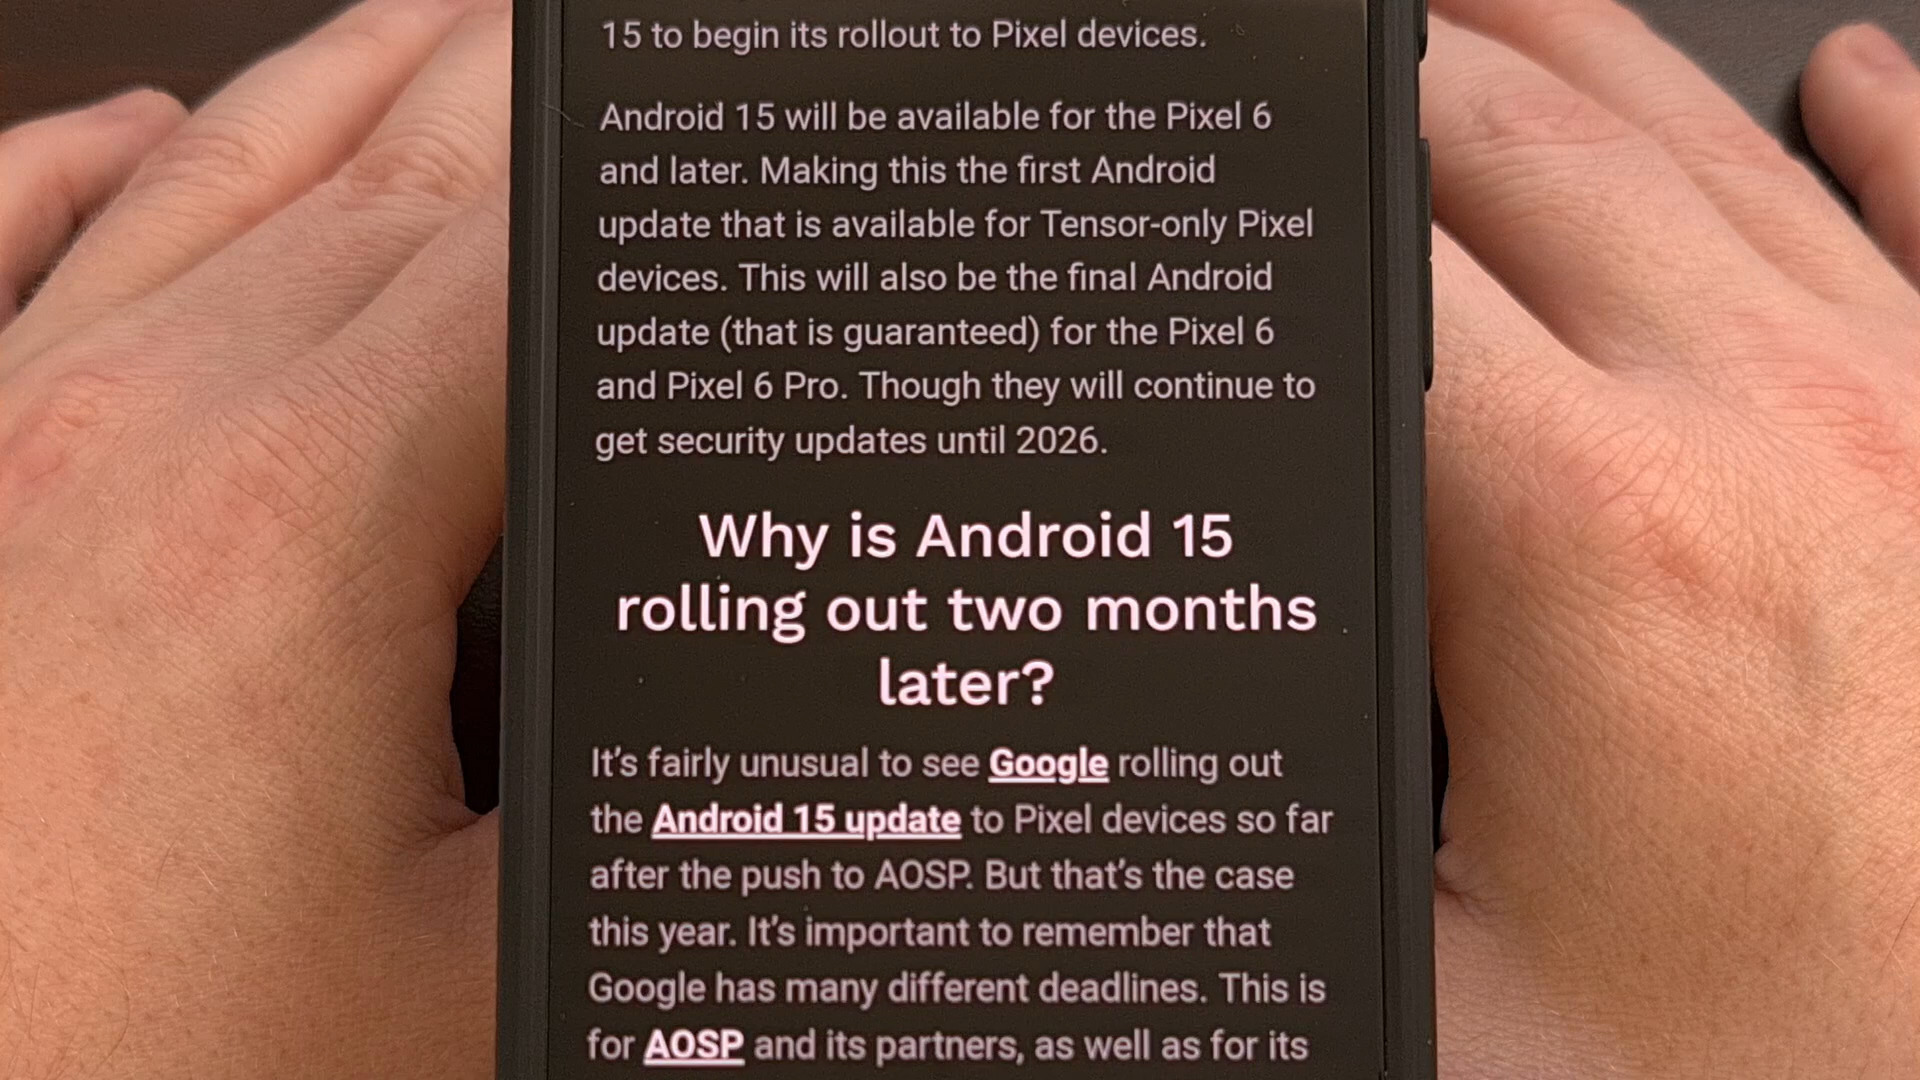 15 to begin its rollout to Pixel devices.
Android 15 will be available for the Pixel 6
and later. Making this the first Android
update that is available for Tensor-only Pixel
devices. This will also be the final Android
update (that is guaranteed) for the Pixel 6
and Pixel 6 Pro. Though they will continue to
get security updates until 2026.
Why is Android 15
rolling out two months
later?
It's fairly unusual to see Google rolling out
the Android 15 update to Pixel devices so far
after the push to AOSP. But that's the case
this year. It's important to remember that
Google has many different deadlines. This is
for AOSP and its partners, as well as for its